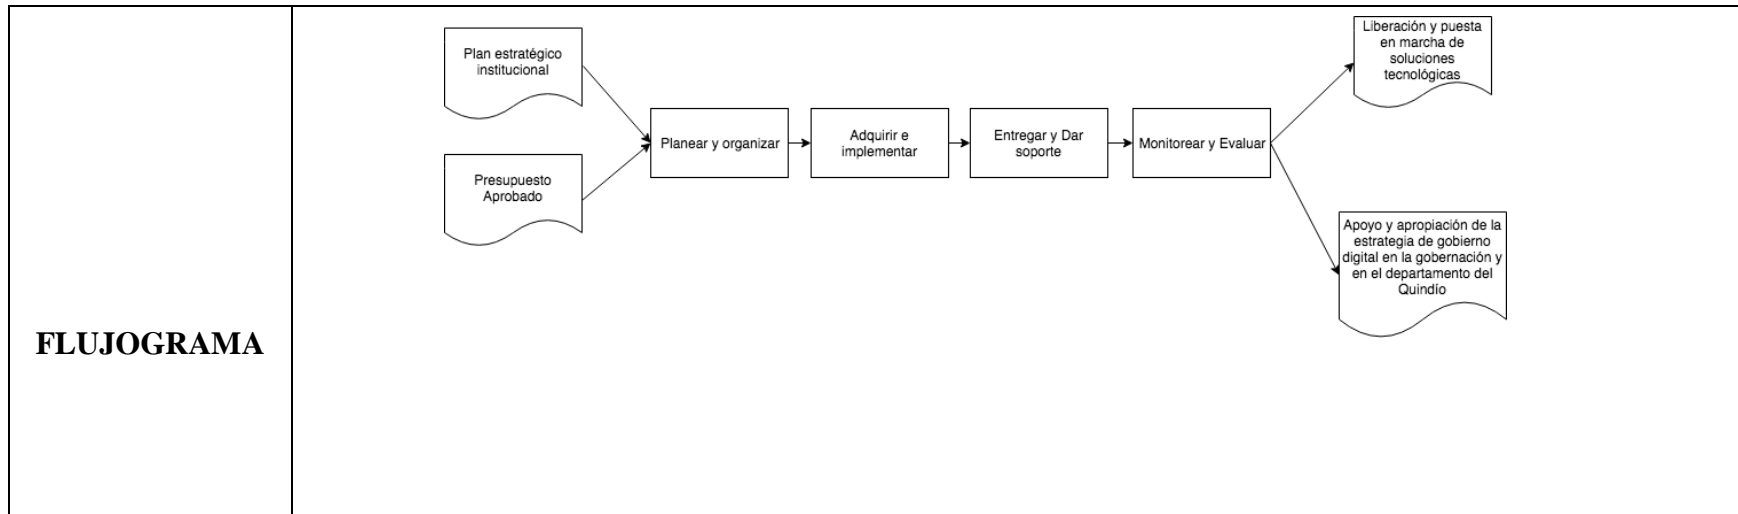 FLUJOGRAMA
Plan estratégico
institucional
Presupuesto
Aprobado
Planear y organizar
Adquirir e
implementar
Entregar y Dar
soporte
Monitorear y Evaluar
Liberación y puesta
en marcha de
soluciones
tecnológicas
Apoyo y apropiación de la
estrategia de gobierno
digital en la gobernación y
en el departamento del
Quindío